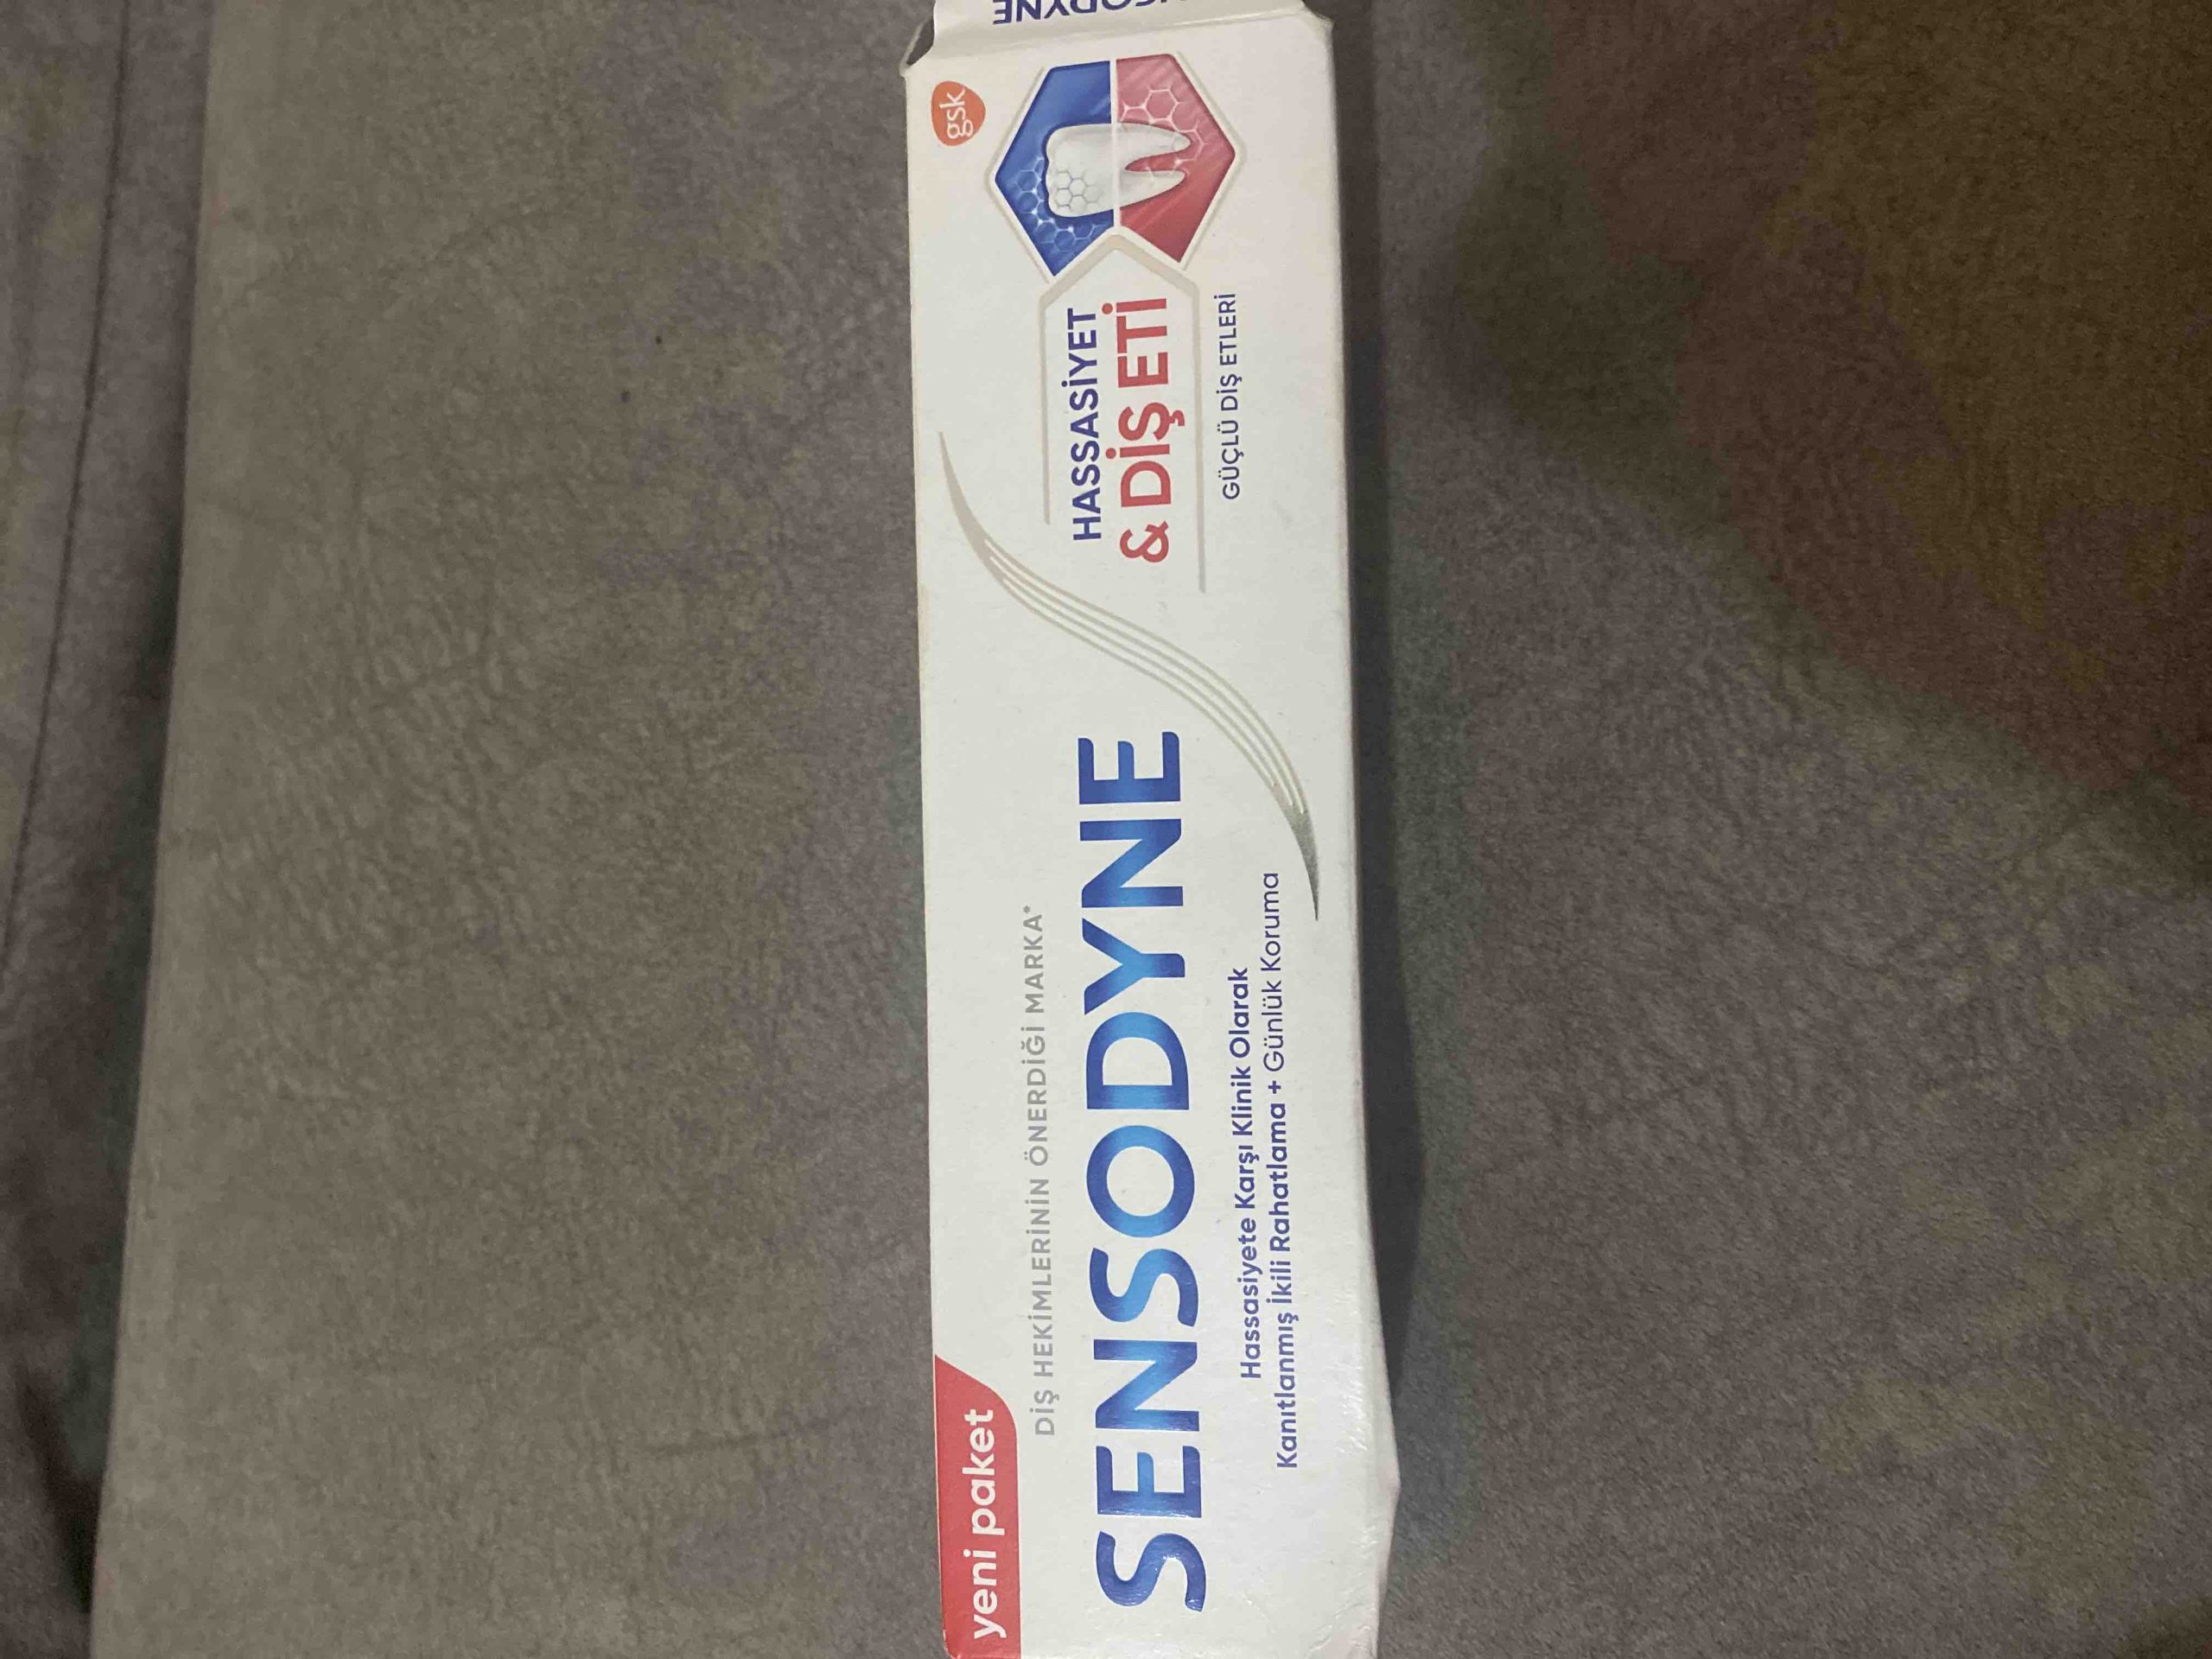 yeni paket
DİŞ HEKİMLERİNİN ÖNERDİĞİ MARKA*
SENSODYNE
Hassasiyete Karşı Klinik Olarak
Kanıtlanmış İkili Rahatlama + Günlük Koruma
HASSASİYET
& DİŞ ETİ
GÜÇLÜ DİŞ ETLERİ
gsk